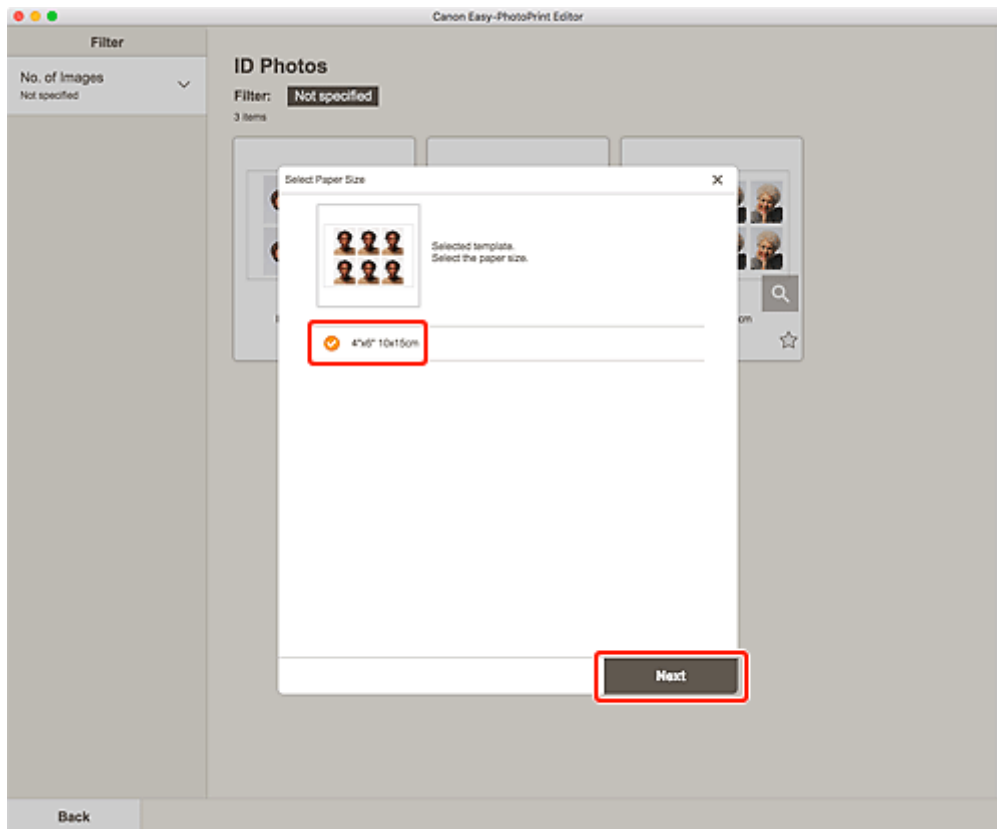 Canon Easy-PhotoPrint Editor
Filter
No. of Images
Not specified
ID Photos
Filter: Not specified
3 items
Select Paper Size
Selected template.
Select the paper size.
4"x6" 10x15cm
cm
Next
Back